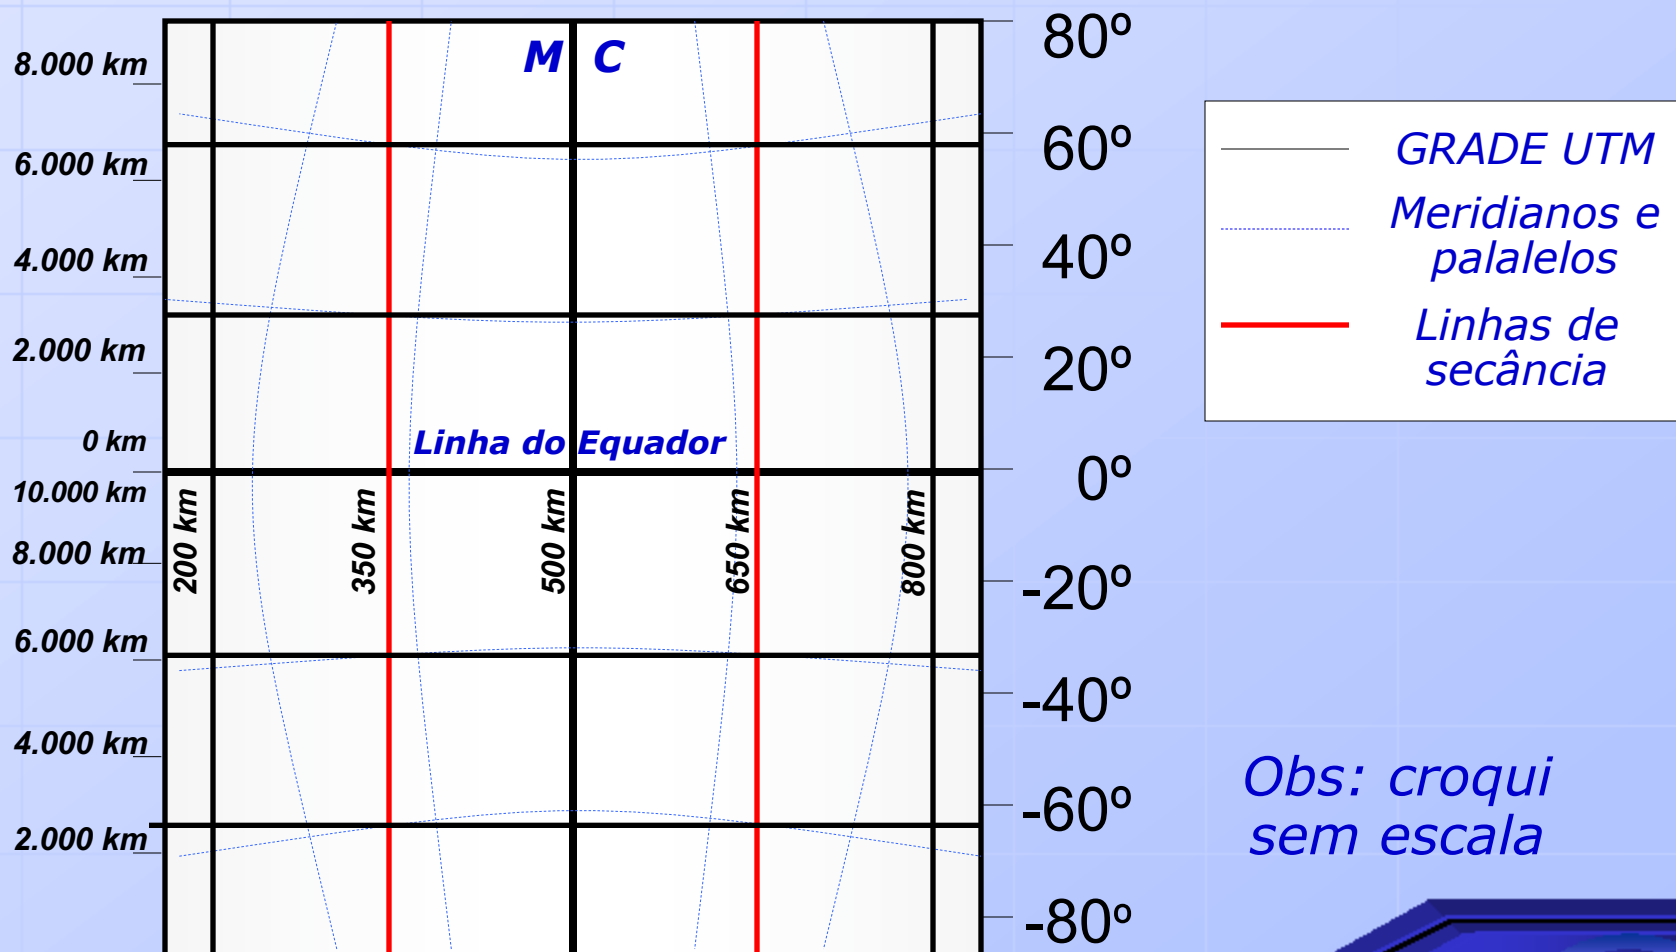 8.000 km
6.000 km
4.000 km
2.000 km
0 km
10.000 km
8.000 km
6.000 km
4.000 km
2.000 km
M C
Linha do Equador
200 km
350 km
500 km
650 km
800 km
80º
60º
40º
20º
0º
-20º
-40º
-60º
-80º
GRADE UTM
Meridianos e
palalelos
Linhas de
secância
Obs: croqui
sem escala